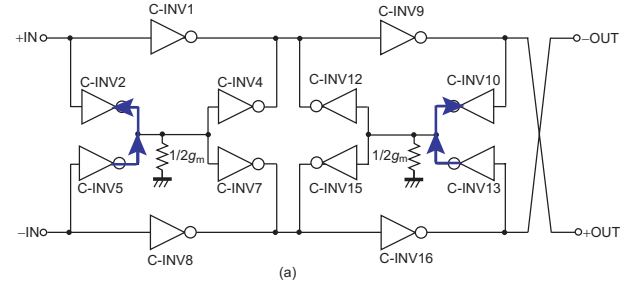 C-INV1
C-INV9
+IN
−OUT
C-INV2
C-INV4
C-INV12
C-INV10
1/2gm
1/2gm
C-INV5
C-INV7
C-INV15
C-INV13
−IN
+OUT
C-INV8
C-INV16
(a)